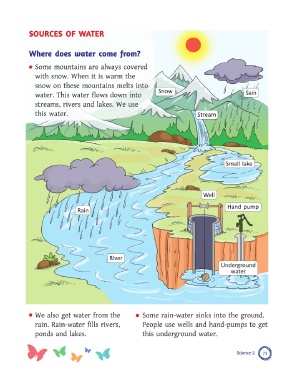 SOURCES OF WATER
Where does water come from?
• Some mountains are always covered
with snow. When it is warm the
snow on these mountains melts into
water. This water flows down into
streams, rivers and lakes. We use
this water.
Snow
Rain
Stream
Small lake
Well
Hand pump
Rain
River
Underground
water
• We also get water from the
rain. Rain-water fills rivers,
ponds and lakes.
• Some rain-water sinks into the ground.
People use wells and hand-pumps to get
this underground water.
Science-2
73